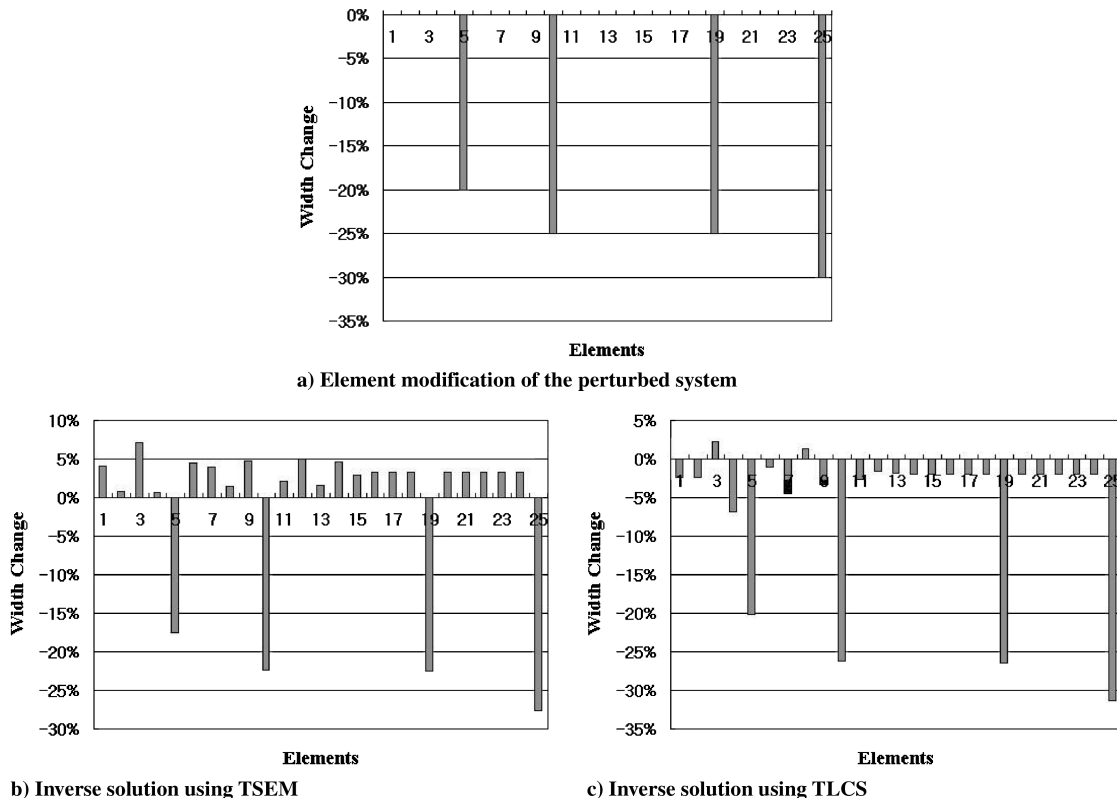 0%
1 3 5 7 9 11 13 15 17 19 21 23 25
-5%
-10%
-15%
-20%
-25%
-30%
-35%
Width Change
Elements
a) Element modification of the perturbed system
10%
5%
0%
1 3 5 7 9 11 13 15 17 19 21 23 25
-5%
-10%
-15%
-20%
-25%
-30%
Width Change
Elements
b) Inverse solution using TSEM
5%
0%
1 3 5 7 9 11 13 15 17 19 21 23 25
-5%
-10%
-15%
-20%
-25%
-30%
-35%
Width Change
Elements
c) Inverse solution using TLCS